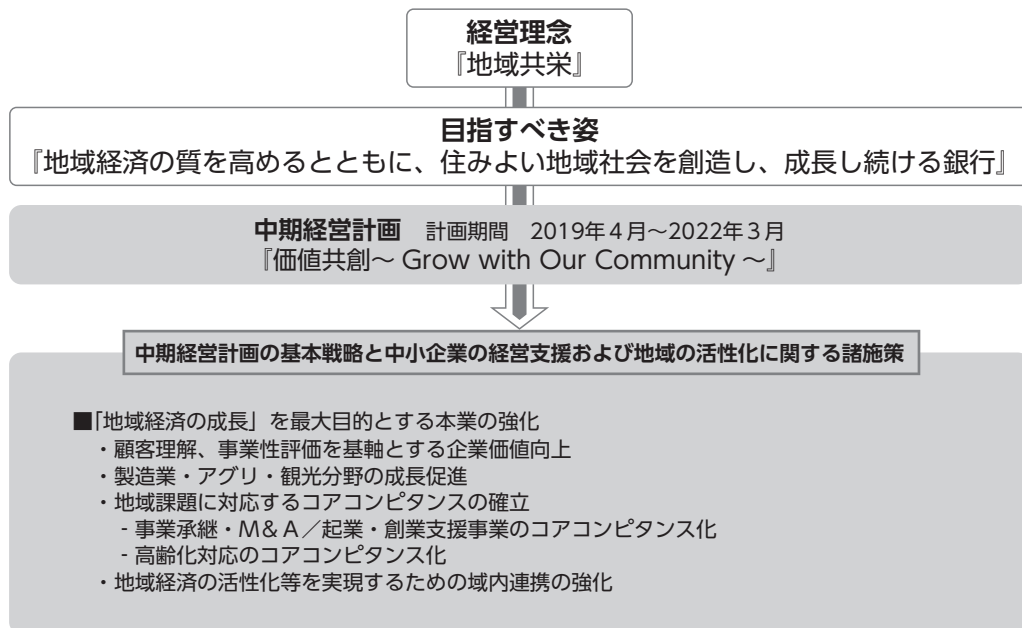 経営理念
『地域共栄』
目指すべき姿
『地域経済の質を高めるとともに、住みよい地域社会を創造し、成長し続ける銀行』
中期経営計画 計画期間 2019年4月～2022年3月
『価値共創～ Grow with Our Community ～』
中期経営計画の基本戦略と中小企業の経営支援および地域の活性化に関する諸施策
■「地域経済の成長」を最大目的とする本業の強化
・顧客理解、事業性評価を基軸とする企業価値向上
・製造業・アグリ・観光分野の成長促進
・地域課題に対応するコアコンピタンスの確立
- 事業承継・M＆A／起業・創業支援事業のコアコンピタンス化
- 高齢化対応のコアコンピタンス化
・地域経済の活性化等を実現するための域内連携の強化